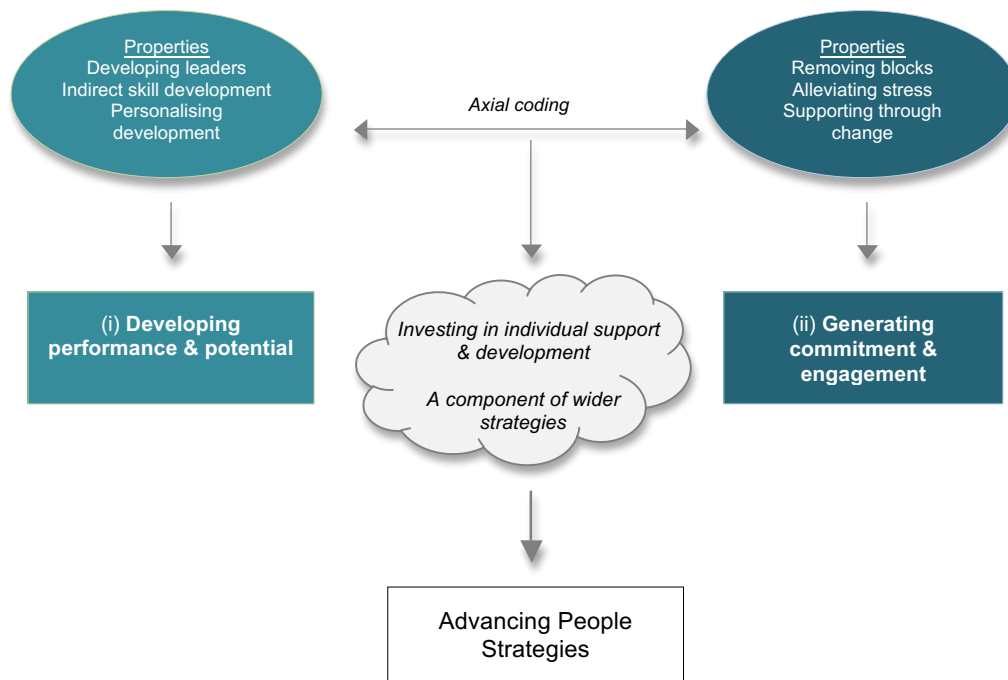 Properties
Developing leaders
Indirect skill development
Personalising
development
Axial coding
Properties
Removing blocks
Alleviating stress
Supporting through
change
(i) Developing
performance & potential
Investing in individual support
& development
A component of wider
strategies
(ii) Generating
commitment &
engagement
Advancing People
Strategies